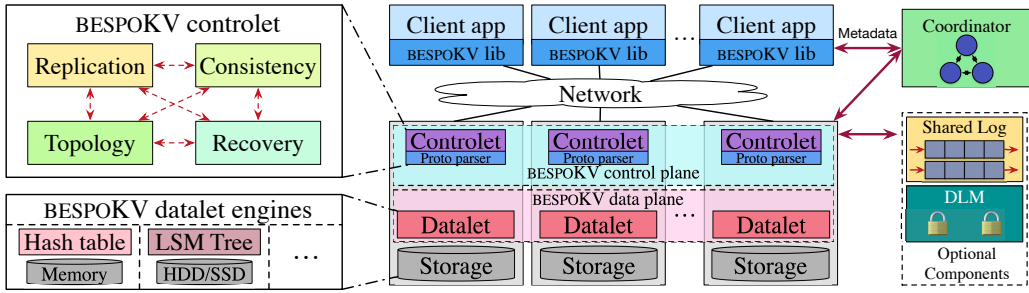 BESPOKV controlet
Replication
Consistency
Topology
Recovery
BESPOKV datalet engines
Hash table
LSM Tree
Memory
HDD/SSD
...
Client app
Client app
...
Client app
BESPOKV lib
BESPOKV lib
BESPOKV lib
Network
Controlet
Controlet
Controlet
Proto parser
Proto parser
Proto parser
BESPOKV control plane
BESPOKV data plane
...
Datalet
Datalet
Datalet
Storage
Storage
Storage
Metadata
Coordinator
Shared Log
DLM
Optional
Components